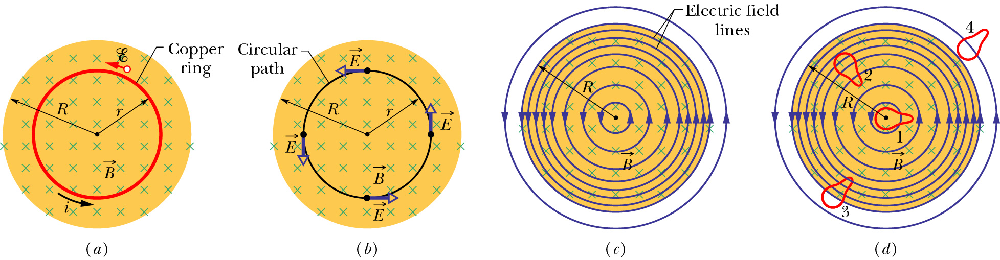 ℰ
Copper
ring
R
r
B
i
(a)
Circular
path
E
R
r
E
E
B
E
(b)
Electric field
lines
R
B
(c)
4
2
R
1
B
3
(d)